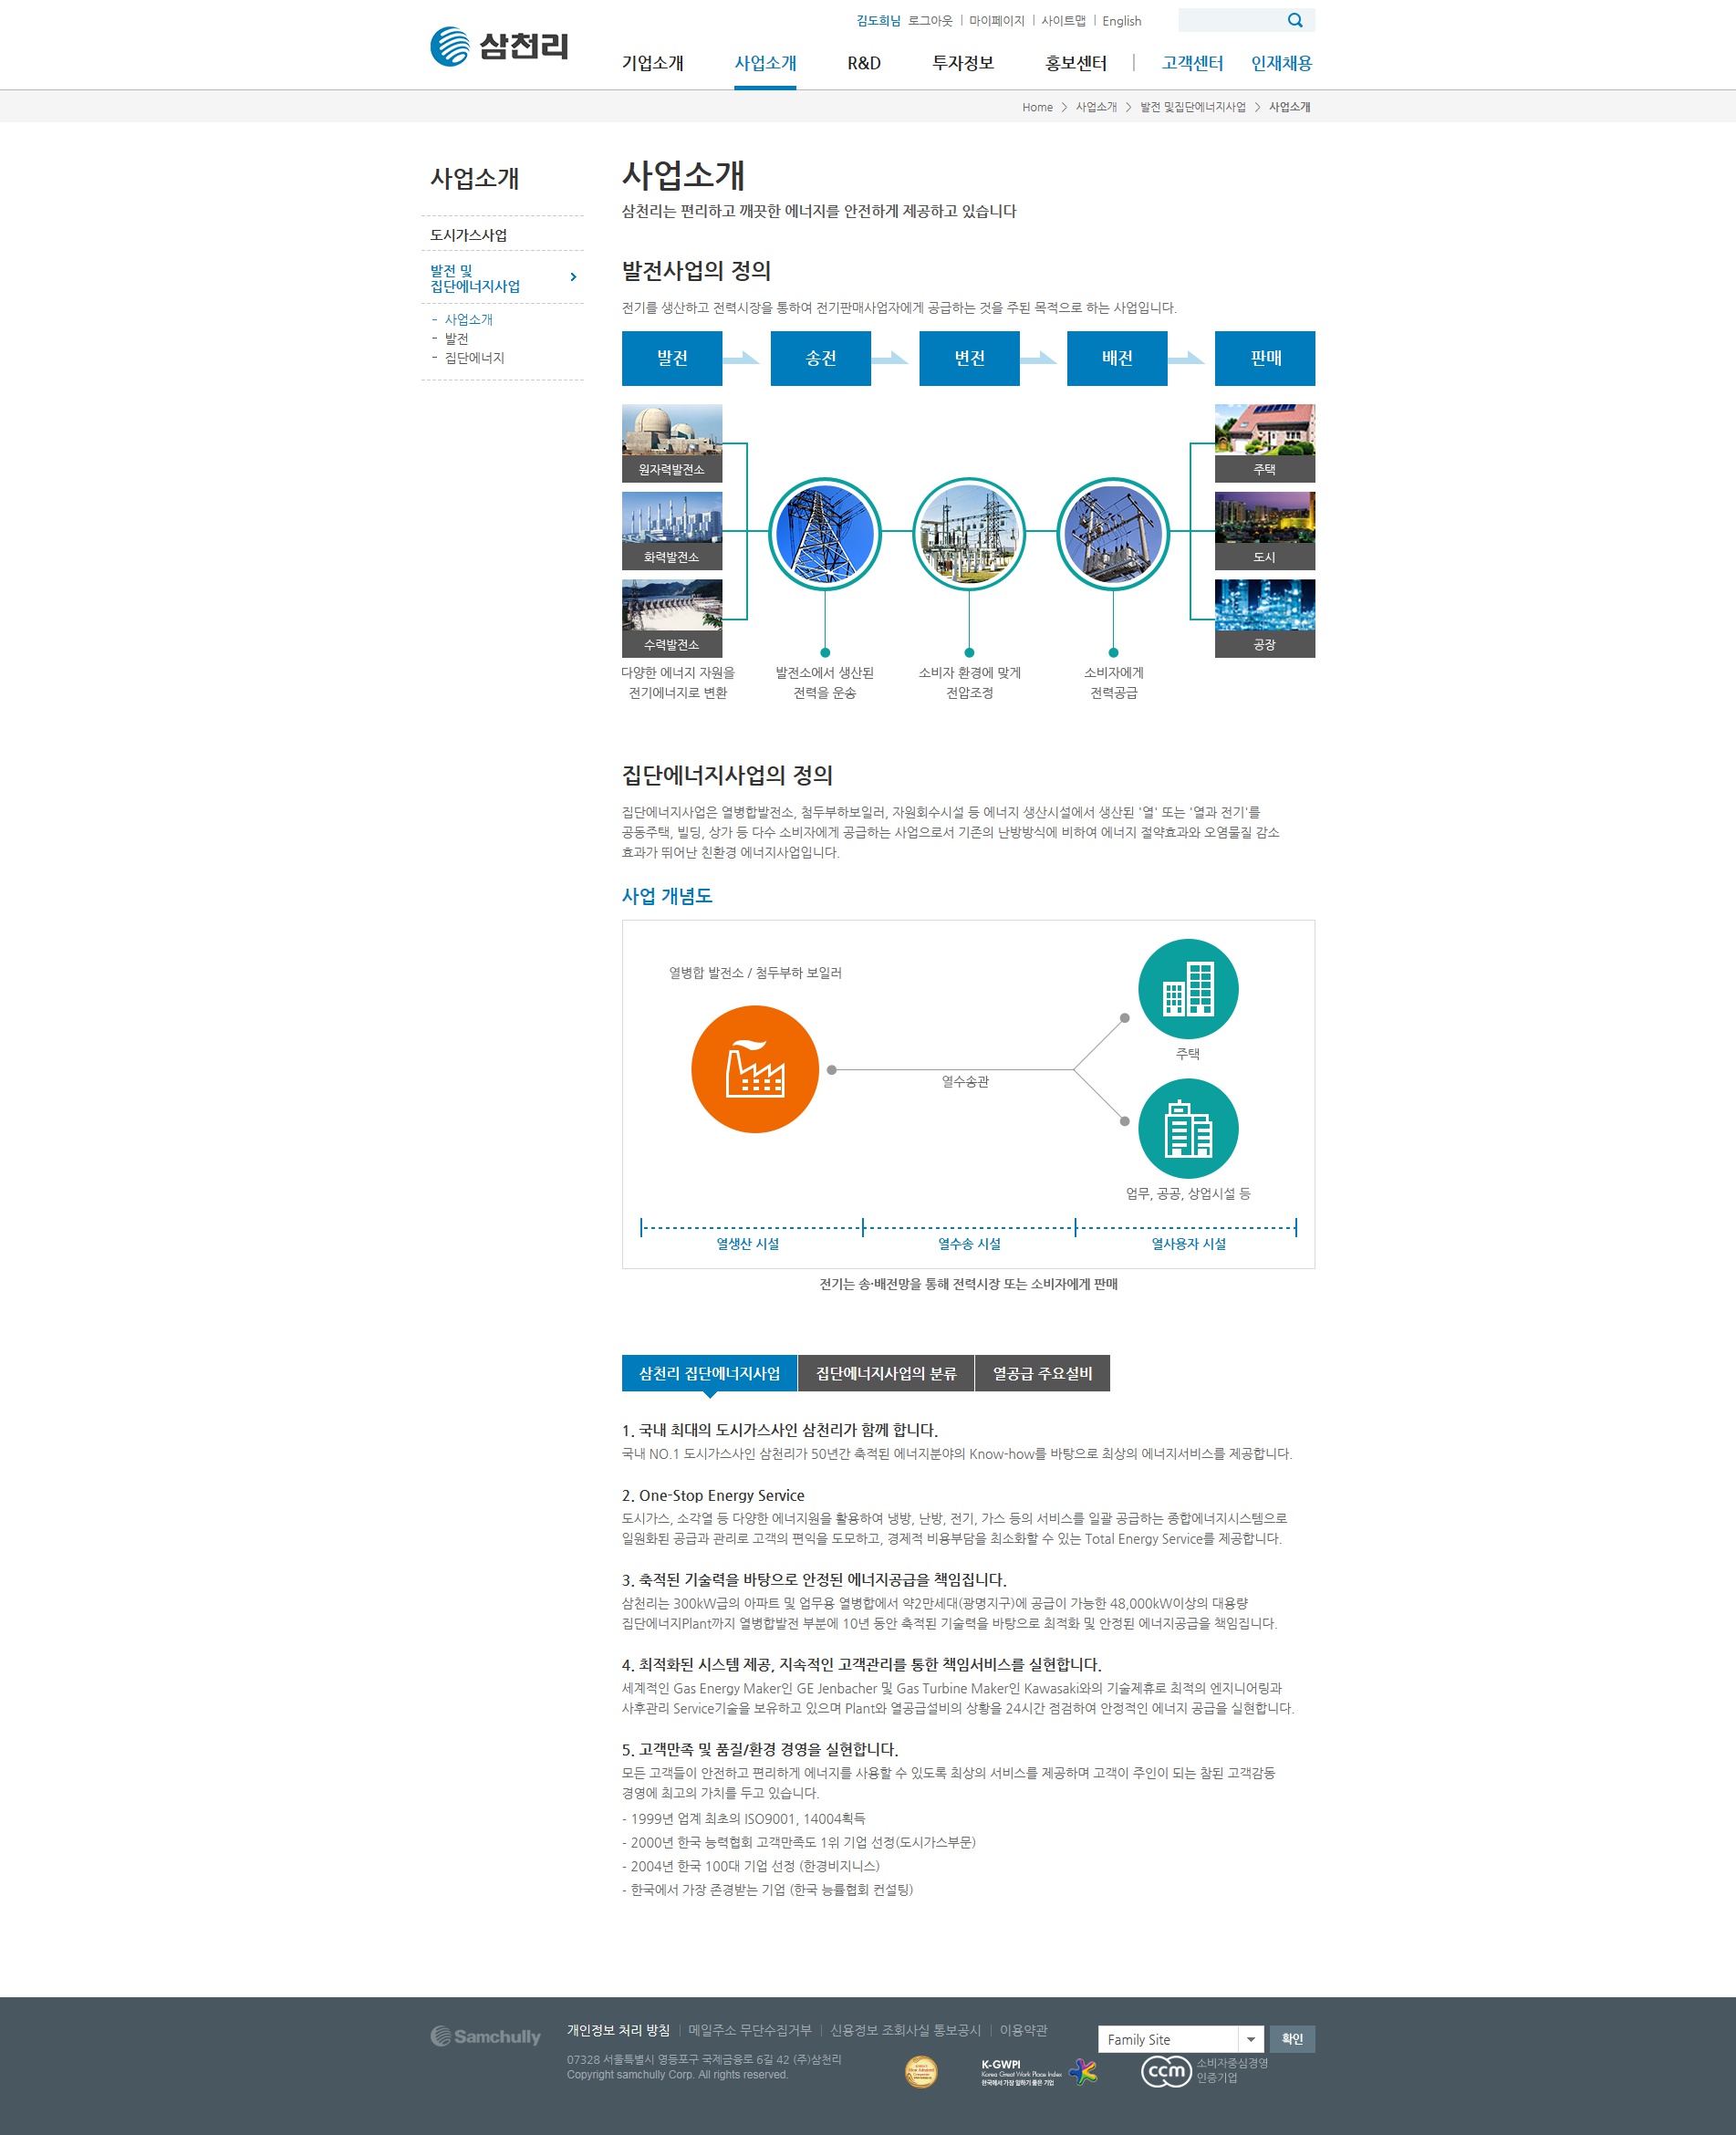 김도희님 로그아웃 마이페이지 사이트맵 English
삼천리
기업소개 사업소개 R&D 투자정보 홍보센터 고객센터 인재채용
Home > 사업소개 > 발전 및집단에너지사업 > 사업소개
사업소개
도시가스사업
발전 및
집단에너지사업
- 사업소개
- 발전
- 집단에너지
사업소개
삼천리는 편리하고 깨끗한 에너지를 안전하게 제공하고 있습니다
발전사업의 정의
전기를 생산하고 전력시장을 통하여 전기판매사업자에게 공급하는 것을 주된 목적으로 하는 사업입니다.
발전 송전 변전 배전 판매
원자력발전소
화력발전소
수력발전소
주택
도시
공장
다양한 에너지 자원을
전기에너지로 변환
발전소에서 생산된
전력을 운송
소비자 환경에 맞게
전압조정
소비자에게
전력공급
집단에너지사업의 정의
집단에너지사업은 열병합발전소, 첨두부하보일러, 자원회수시설 등 에너지 생산시설에서 생산된 '열' 또는 '열과 전기'를
공동주택, 빌딩, 상가 등 다수 소비자에게 공급하는 사업으로서 기존의 난방방식에 비하여 에너지 절약효과와 오염물질 감소
효과가 뛰어난 친환경 에너지사업입니다.
사업 개념도
열병합 발전소 / 첨두부하 보일러
열수송관
주택
업무, 공공, 상업시설 등
열생산 시설 열수송 시설 열사용자 시설
전기는 송·배전망을 통해 전력시장 또는 소비자에게 판매
삼천리 집단에너지사업 집단에너지사업의 분류 열공급 주요설비
1. 국내 최대의 도시가스사인 삼천리가 함께 합니다.
국내 NO.1 도시가스사인 삼천리가 50년간 축적된 에너지분야의 Know-how를 바탕으로 최상의 에너지서비스를 제공합니다.
2. One-Stop Energy Service
도시가스, 소각열 등 다양한 에너지원을 활용하여 냉방, 난방, 전기, 가스 등의 서비스를 일괄 공급하는 종합에너지시스템으로
일원화된 공급과 관리로 고객의 편익을 도모하고, 경제적 비용부담을 최소화할 수 있는 Total Energy Service를 제공합니다.
3. 축적된 기술력을 바탕으로 안정된 에너지공급을 책임집니다.
삼천리는 300kW급의 아파트 및 업무용 열병합에서 약2만세대(광명지구)에 공급이 가능한 48,000kW이상의 대용량
집단에너지Plant까지 열병합발전 부분에 10년 동안 축적된 기술력을 바탕으로 최적화 및 안정된 에너지공급을 책임집니다.
4. 최적화된 시스템 제공, 지속적인 고객관리를 통한 책임서비스를 실현합니다.
세계적인 Gas Energy Maker인 GE Jenbacher 및 Gas Turbine Maker인 Kawasaki와의 기술제휴로 최적의 엔지니어링과
사후관리 Service기술을 보유하고 있으며 Plant와 열공급설비의 상황을 24시간 점검하여 안정적인 에너지 공급을 실현합니다.
5. 고객만족 및 품질/환경 경영을 실현합니다.
모든 고객들이 안전하고 편리하게 에너지를 사용할 수 있도록 최상의 서비스를 제공하며 고객이 주인이 되는 참된 고객감동
경영에 최고의 가치를 두고 있습니다.
- 1999년 업계 최초의 ISO9001, 14004획득
- 2000년 한국 능력협회 고객만족도 1위 기업 선정(도시가스부문)
- 2004년 한국 100대 기업 선정 (한경비지니스)
- 한국에서 가장 존경받는 기업 (한국 능률협회 컨설팅)
Samchully
개인정보 처리 방침 메일주소 무단수집거부 신용정보 조회사실 통보공시 이용약관
Family Site 확인
07328 서울특별시 영등포구 국제금융로 6길 42 (주)삼천리
Copyright samchully Corp. All rights reserved.
K-GWPI
Korea Great Work Place Index
한국에서 가장 일하기 좋은 기업
ccm
소비자중심경영
인증기업